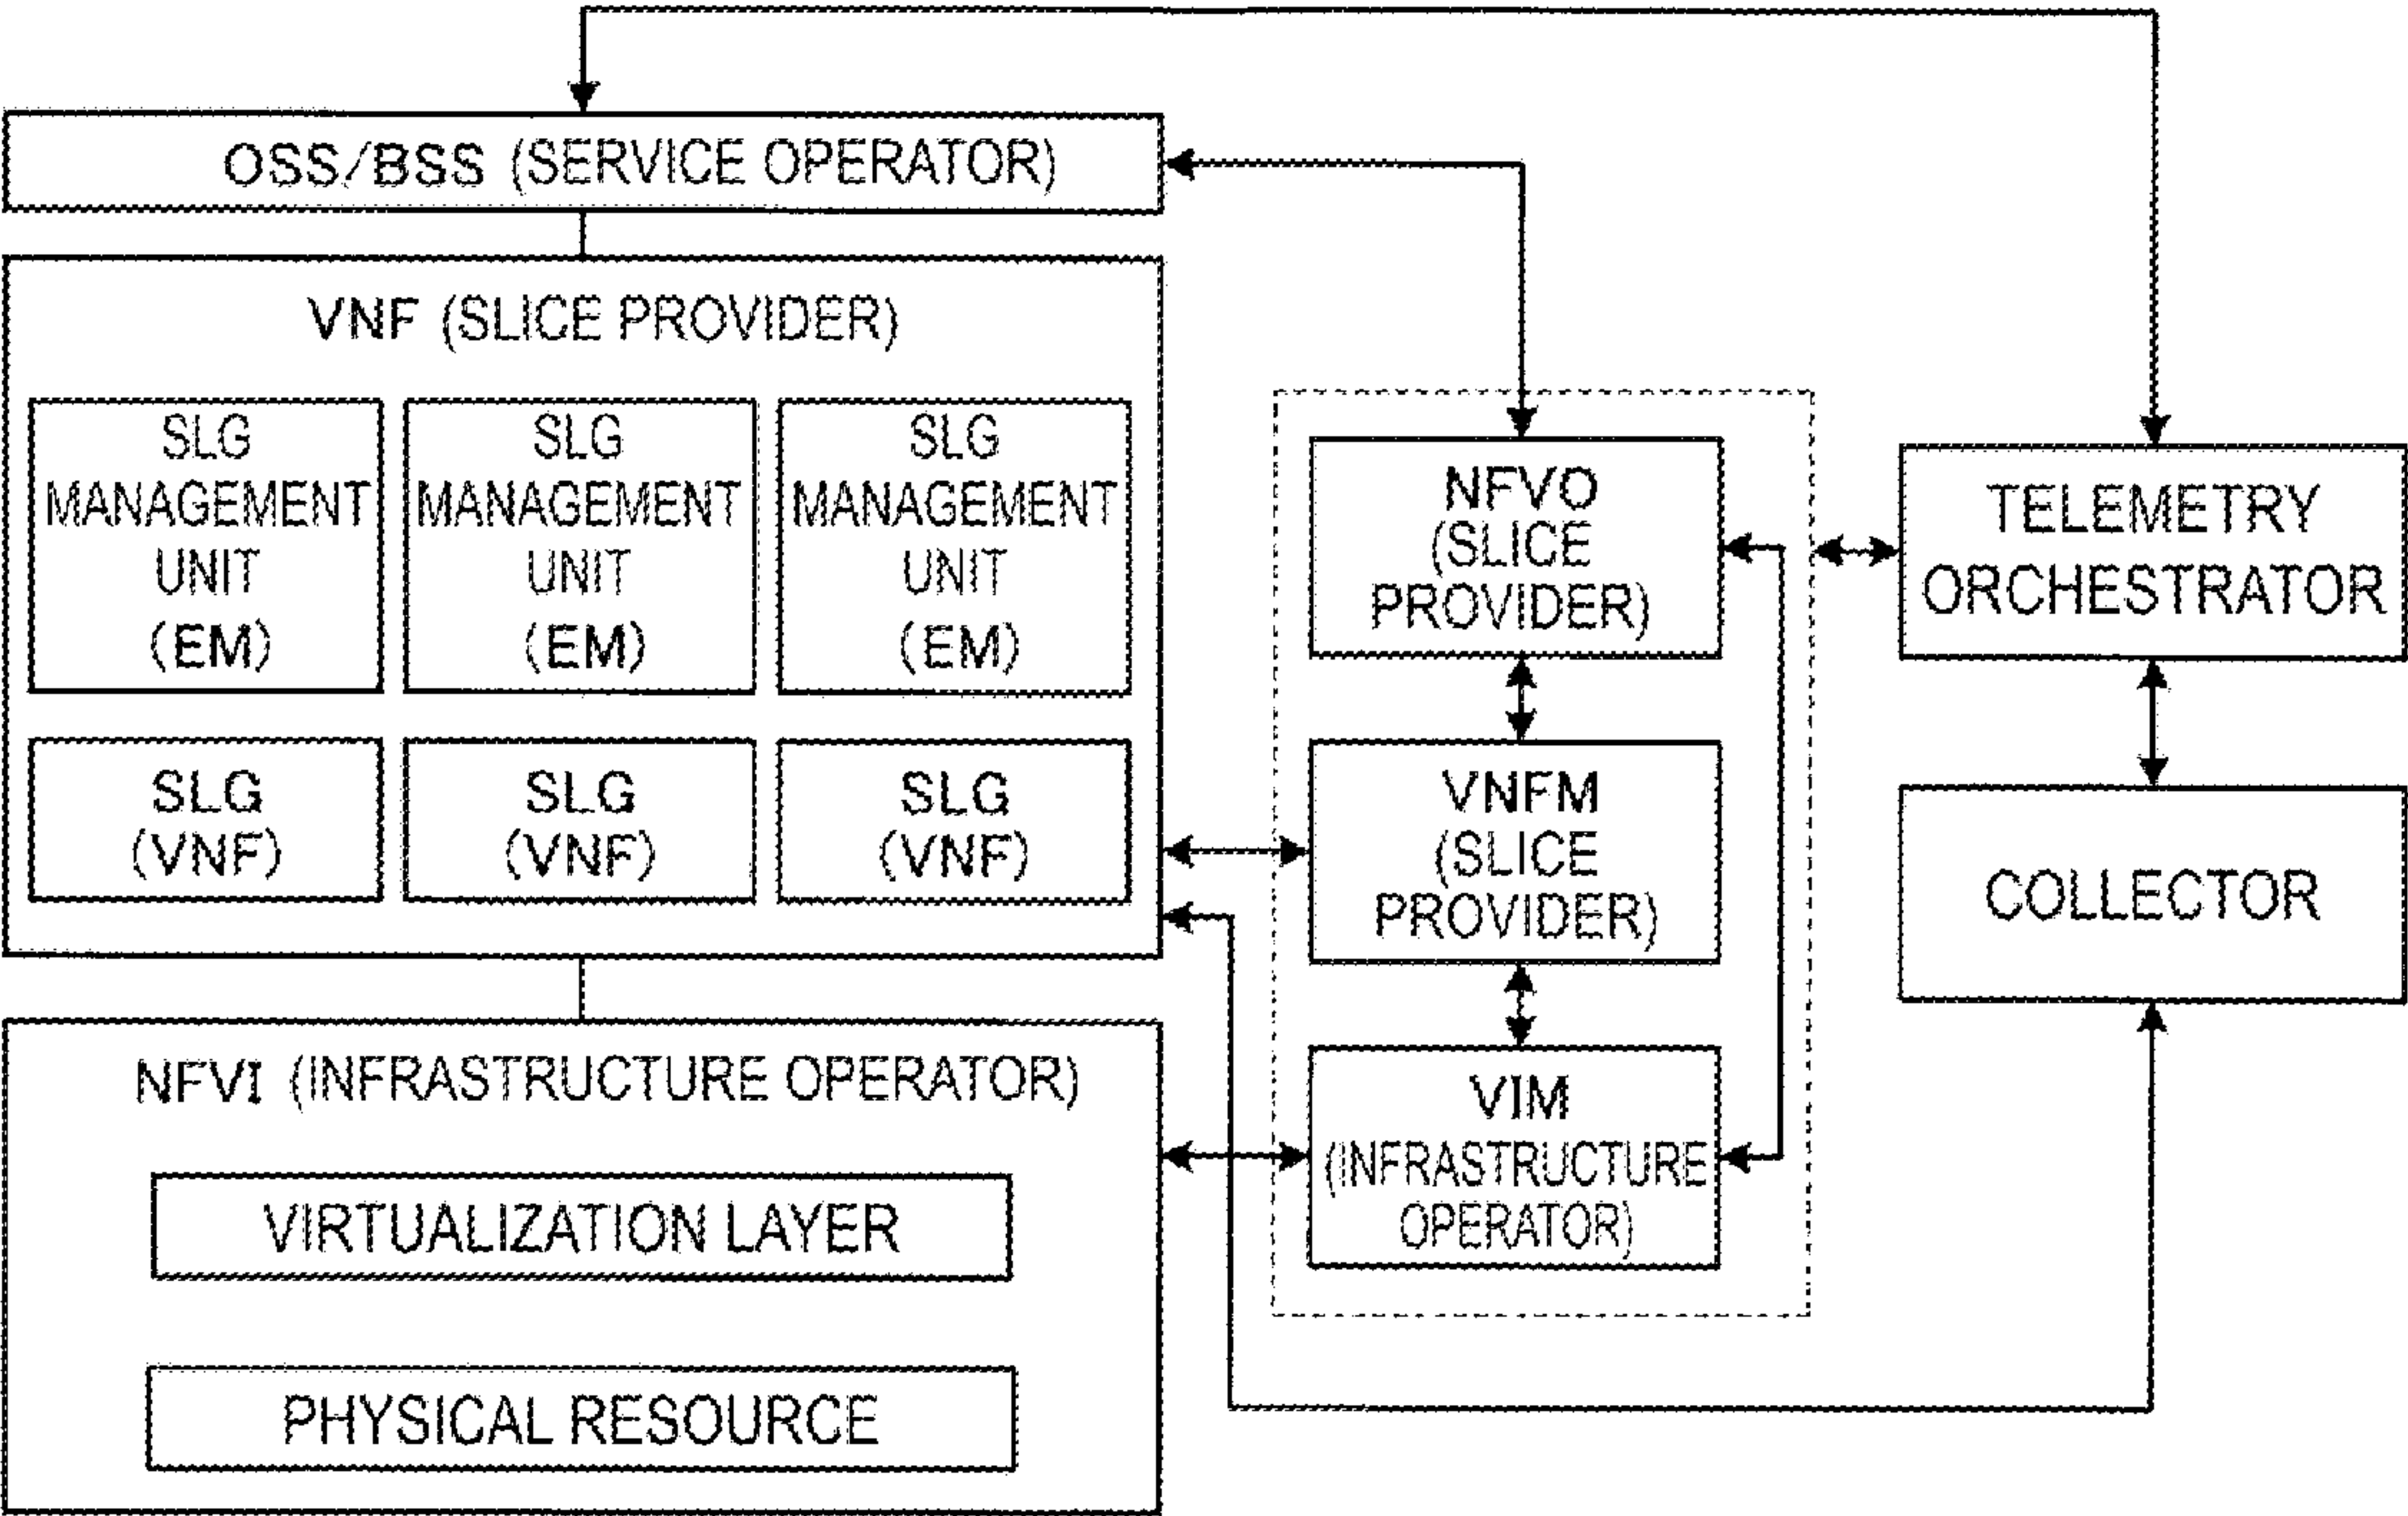 OSS/BSS (SERVICE OPERATOR)
VNF (SLICE PROVIDER)
SLG
MANAGEMENT
UNIT
(EM)
SLG
MANAGEMENT
UNIT
(EM)
SLG
MANAGEMENT
UNIT
(EM)
SLG
(VNF)
SLG
(VNF)
SLG
(VNF)
NFVI (INFRASTRUCTURE OPERATOR)
VIRTUALIZATION LAYER
PHYSICAL RESOURCE
NFVO
(SLICE
PROVIDER)
VNFM
(SLICE
PROVIDER)
VIM
(INFRASTRUCTURE
OPERATOR)
TELEMETRY
ORCHESTRATOR
COLLECTOR